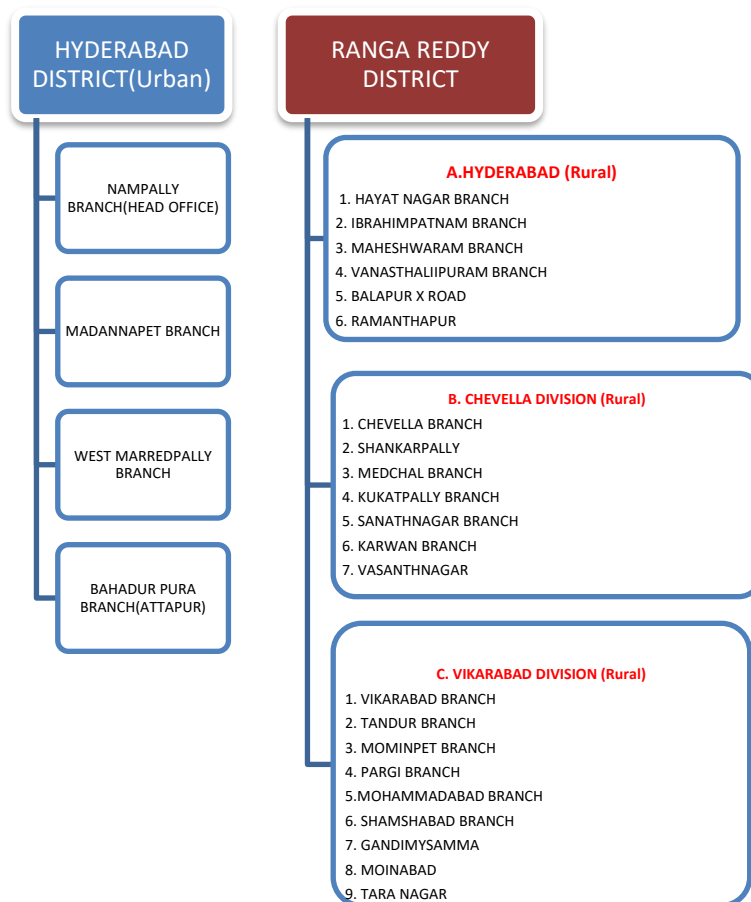 HYDERABAD
DISTRICT(Urban)
NAMPALLY
BRANCH(HEAD OFFICE)
MADANNAPET BRANCH
WEST MARREDPALLY
BRANCH
BAHADUR PURA
BRANCH(ATTAPUR)
RANGA REDDY
DISTRICT
A.HYDERABAD (Rural)
1. HAYAT NAGAR BRANCH
2. IBRAHIMPATNAM BRANCH
3. MAHESHWARAM BRANCH
4. VANASTHALIIPURAM BRANCH
5. BALAPUR X ROAD
6. RAMANTHAPUR
B. CHEVELLA DIVISION (Rural)
1. CHEVELLA BRANCH
2. SHANKARPALLY
3. MEDCHAL BRANCH
4. KUKATPALLY BRANCH
5. SANATHNAGAR BRANCH
6. KARWAN BRANCH
7. VASANTHNAGAR
C. VIKARABAD DIVISION (Rural)
1. VIKARABAD BRANCH
2. TANDUR BRANCH
3. MOMINPET BRANCH
4. PARGI BRANCH
5.MOHAMMADABAD BRANCH
6. SHAMSHABAD BRANCH
7. GANDIMYSAMMA
8. MOINABAD
9. TARA NAGAR